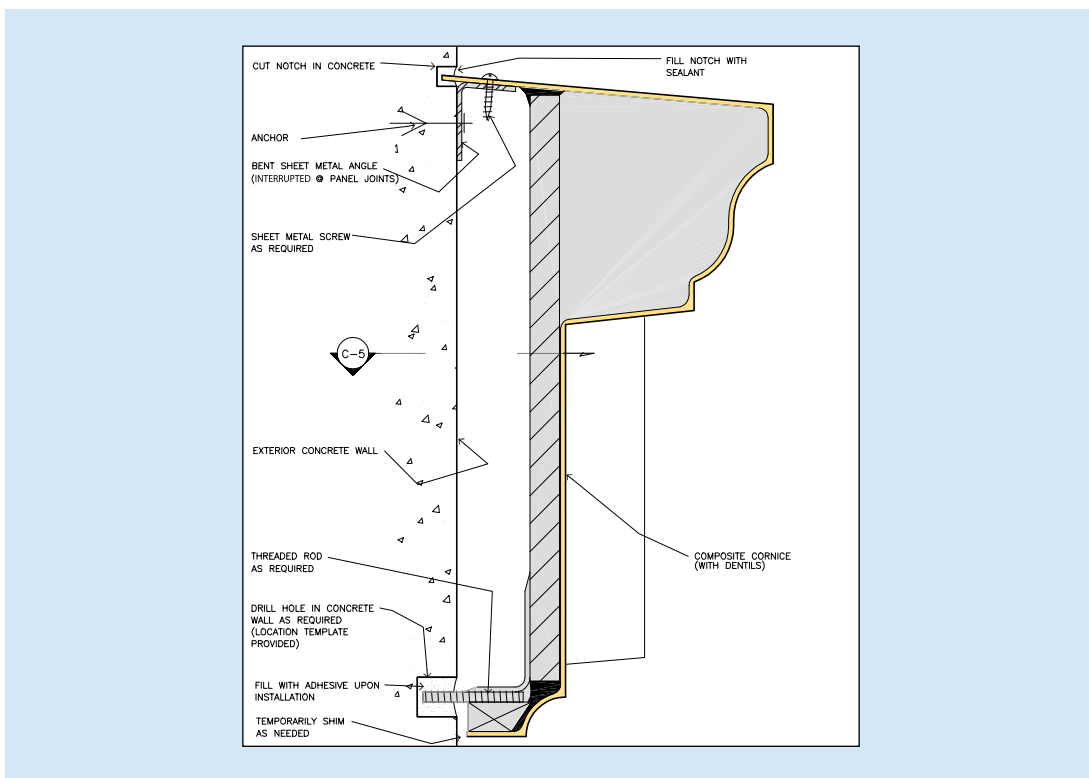 CUT NOTCH IN CONCRETE
FILL NOTCH WITH
SEALANT
ANCHOR
BENT SHEET METAL ANGLE
(INTERRUPTED @ PANEL JOINTS)
SHEET METAL SCREW
AS REQUIRED
C-5
EXTERIOR CONCRETE WALL
THREADED ROD
AS REQUIRED
COMPOSITE CORNICE
(WITH DENTILS)
DRILL HOLE IN CONCRETE
WALL AS REQUIRED
(LOCATION TEMPLATE
PROVIDED)
FILL WITH ADHESIVE UPON
INSTALLATION
TEMPORARILY SHIM
AS NEEDED